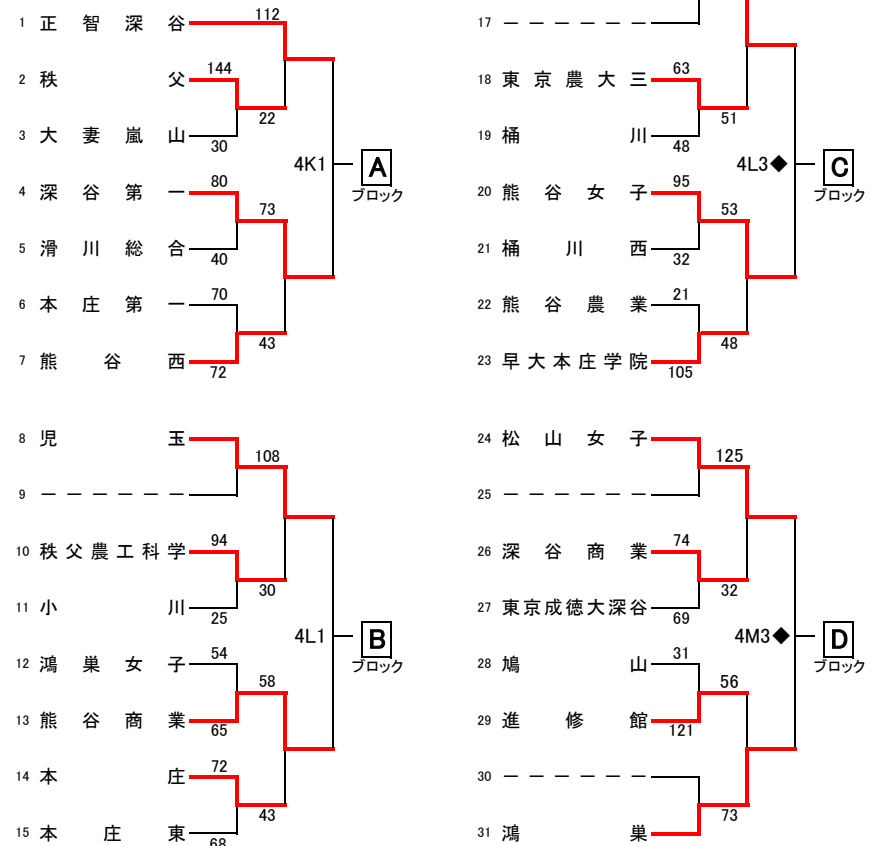 1 正智深谷 112
2 秩父 144
22
3 大妻嵐山 30
4K1 A
ブロック
4 深谷第一 80
73
5 滑川総合 40
6 本庄第一 70
43
7 熊谷西 72
8 児玉
108
9 － － － － － －
10 秩父農工科学 94
30
11 小川 25
4L1 B
ブロック
12 鴻巣女子 54
58
13 熊谷商業 65
14 本庄 72
43
15 本庄東 68
17 － － － － － －
18 東京農大三 63
51
19 桶川 48
4L3◆ C
ブロック
20 熊谷女子 95
53
21 桶川西 32
22 熊谷農業 21
48
23 早大本庄学院 105
24 松山女子
125
25 － － － － － －
26 深谷商業 74
32
27 東京成徳大深谷 69
4M3◆ D
ブロック
28 鳩山 31
56
29 進修館 121
30 － － － － － －
73
31 鴻巣